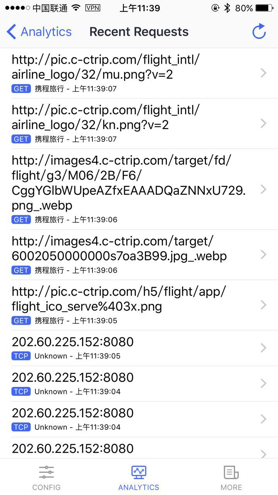 中国联通 VPN 上午11:39 80%
Analytics Recent Requests
http://pic.c-ctrip.com/flight_intl/
airline_logo/32/mu.png?v=2
GET 携程旅行 - 上午11:39:07
http://pic.c-ctrip.com/flight_intl/
airline_logo/32/kn.png?v=2
GET 携程旅行 - 上午11:39:07
http://images4.c-ctrip.com/target/fd/
flight/g3/M06/2B/F6/
CggYGlbWUpeAZfxEAAADQaZNNxU729.
png_.webp
GET 携程旅行 - 上午11:39:06
http://images4.c-ctrip.com/target/
6002050000000s7oa3B99.jpg_.webp
GET 携程旅行 - 上午11:39:06
http://pic.c-ctrip.com/h5/flight/app/
flight_ico_serve%403x.png
GET 携程旅行 - 上午11:39:05
202.60.225.152:8080
TCP Unknown - 上午11:39:05
202.60.225.152:8080
TCP Unknown - 上午11:39:04
202.60.225.152:8080
TCP Unknown - 上午11:39:04
202.60.225.152:8080
CONFIG ANALYTICS MORE